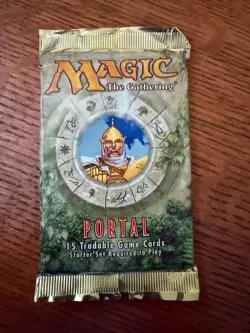 MAGIC
The Gathering®
PORTAL
15 Tradable Game Cards
Starter Set Required to Play